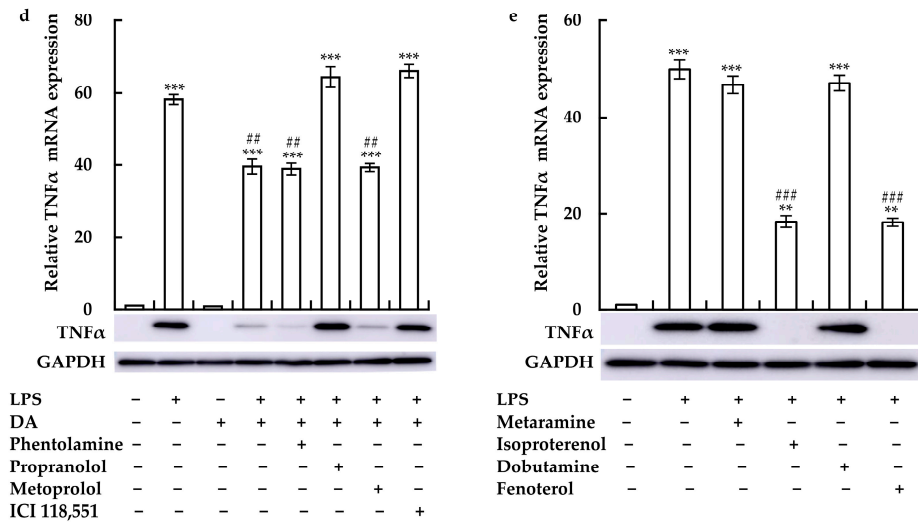 d
Relative TNFα mRNA expression
80
60
40
20
0
***
##
***
##
***
***
##
***
***
TNFα
GAPDH
LPS – + – + + + + +
DA – – + + + + + +
Phentolamine – – – – + – – –
Propranolol – – – – – + – –
Metoprolol – – – – – – + –
ICI 118,551 – – – – – – – +
e
Relative TNFα mRNA expression
60
40
20
0
***
***
###
**
***
###
**
TNFα
GAPDH
LPS – + + + + +
Metaramine – – + – – –
Isoproterenol – – – + – –
Dobutamine – – – – + –
Fenoterol – – – – – +